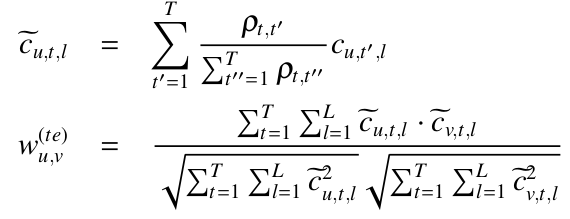 \widetilde{c}_{u,t,l} = \sum_{t'=1}^{T} \frac{\rho_{t,t'}}{\sum_{t''=1}^{T} \rho_{t,t''}} c_{u,t',l}
w_{u,v}^{(te)} = \frac{\sum_{t=1}^{T} \sum_{l=1}^{L} \widetilde{c}_{u,t,l} \cdot \widetilde{c}_{v,t,l}}{\sqrt{\sum_{t=1}^{T} \sum_{l=1}^{L} \widetilde{c}_{u,t,l}^{2}} \sqrt{\sum_{t=1}^{T} \sum_{l=1}^{L} \widetilde{c}_{v,t,l}^{2}}}